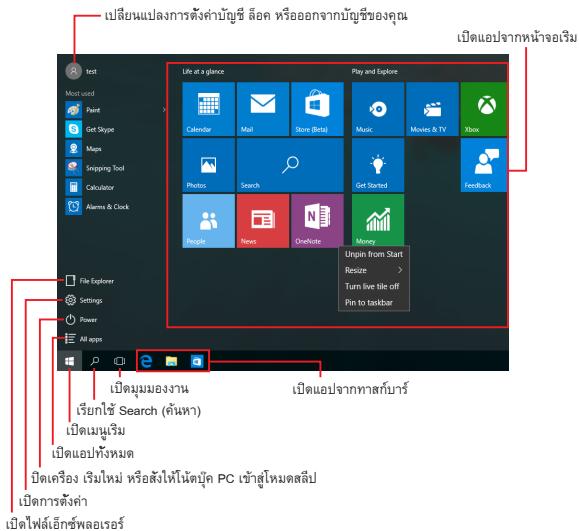 เปลี่ยนแปลงการตั้งค่าบัญชี ล็อค หรือออกจากบัญชีของคุณ
เปิดแอปจากหน้าจอเริ่ม
test
Life at a glance
Play and Explore
Most used
Paint
Get Skype
Maps
Snipping Tool
Calculator
Alarms & Clock
Calendar
Mail
Store (Beta)
Music
Movies & TV
Xbox
Photos
Search
Get Started
Feedback
People
News
OneNote
Money
Unpin from Start
Resize
Turn live tile off
Pin to taskbar
File Explorer
Settings
Power
All apps
เปิดมุมมองงาน
เปิดแอปจากทาสก์บาร์
เรียกใช้ Search (ค้นหา)
เปิดเมนูเริ่ม
เปิดแอปทั้งหมด
ปิดเครื่อง เริ่มใหม่ หรือสั่งให้โน้ตบุ๊ค PC เข้าสู่โหมดสลีป
เปิดการตั้งค่า
เปิดไฟล์เอ็กซ์พลอเรอร์